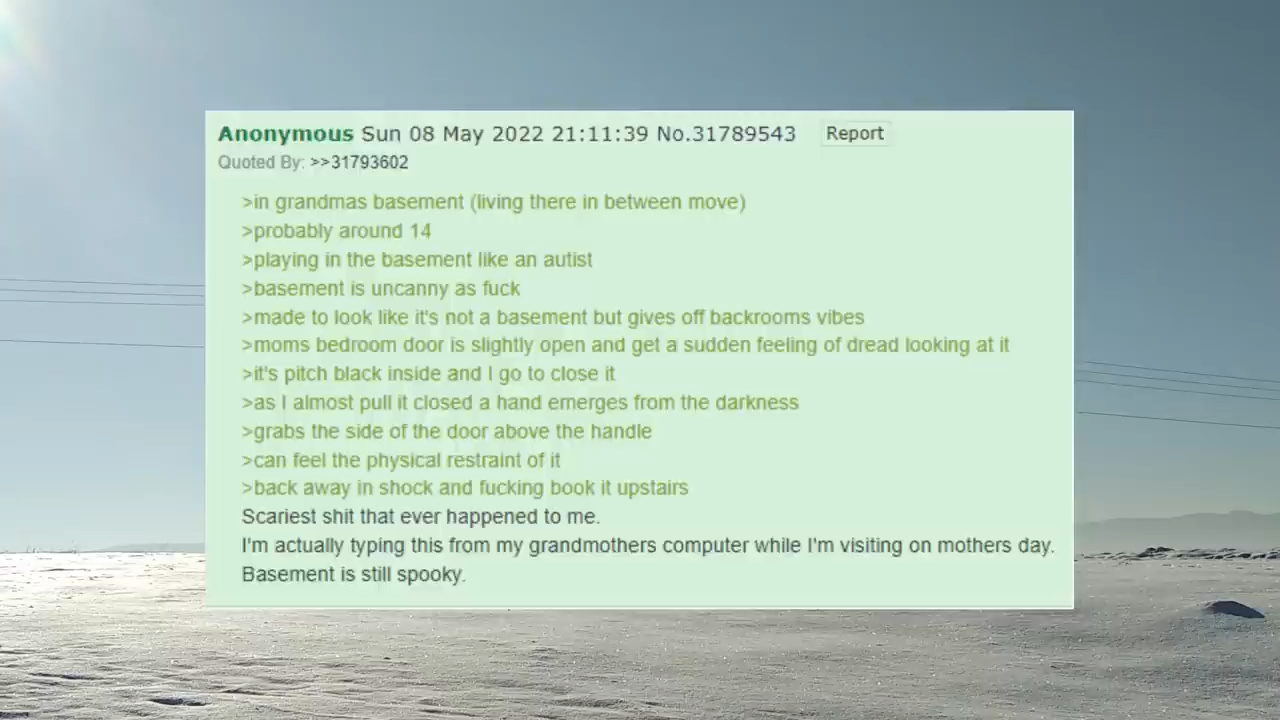 Anonymous Sun 08 May 2022 21:11:39 No.31789543 Report
Quoted By: >>31793602
>in grandmas basement (living there in between move)
>probably around 14
>playing in the basement like an autist
>basement is uncanny as fuck
>made to look like it's not a basement but gives off backrooms vibes
>moms bedroom door is slightly open and get a sudden feeling of dread looking at it
>it's pitch black inside and I go to close it
>as I almost pull it closed a hand emerges from the darkness
>grabs the side of the door above the handle
>can feel the physical restraint of it
>back away in shock and fucking book it upstairs
Scariest shit that ever happened to me.
I'm actually typing this from my grandmothers computer while I'm visiting on mothers day.
Basement is still spooky.